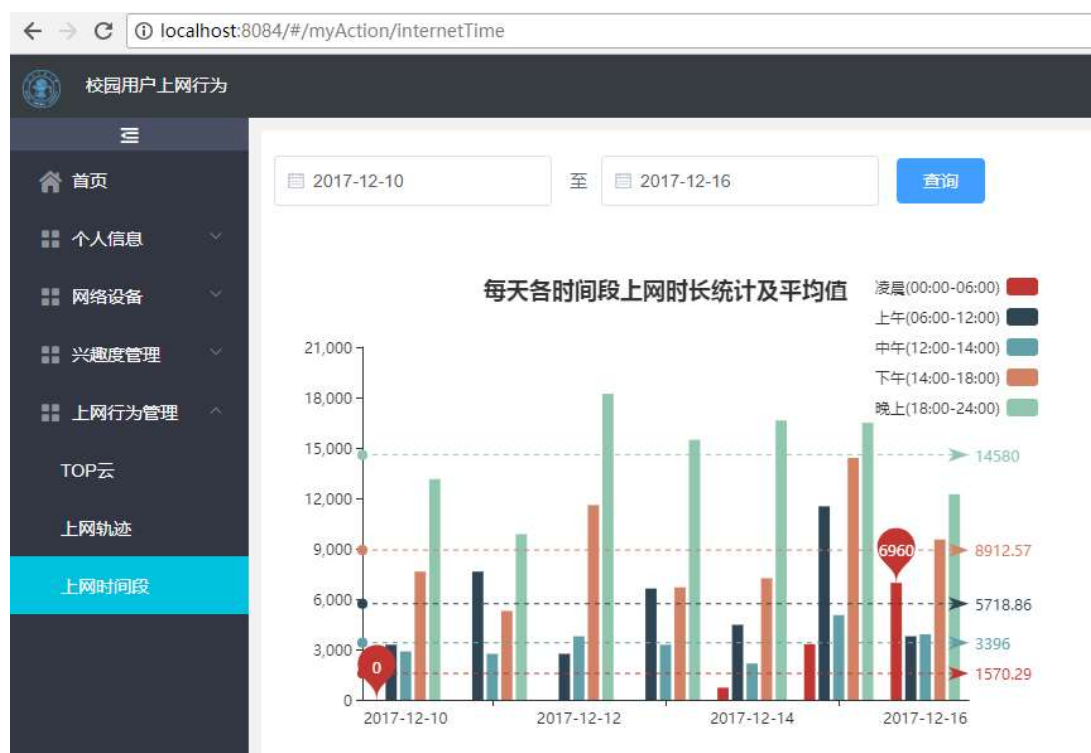 localhost:8084/#/myAction/internetTime
校园用户上网行为
首页
个人信息
网络设备
兴趣度管理
上网行为管理
TOP云
上网轨迹
上网时间段
2017-12-10 至 2017-12-16 查询
每天各时间段上网时长统计及平均值
凌晨(00:00-06:00)
上午(06:00-12:00)
中午(12:00-14:00)
下午(14:00-18:00)
晚上(18:00-24:00)
21,000
18,000
15,000
12,000
9,000
6,000
3,000
0
14580
8912.57
5718.86
3396
1570.29
6960
0
2017-12-10 2017-12-12 2017-12-14 2017-12-16